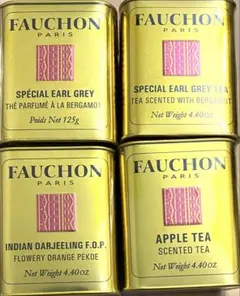 FAUCHON
PARIS
SPÉCIAL EARL GREY
THÉ PARFUMÉ À LA BERGAMOT
Poids Net 125g
FAUCHON
PARIS
SPECIAL EARL GREY TEA
TEA SCENTED WITH BERGAMOT
Net Weight 4.40oz
FAUCHON
PARIS
INDIAN DARJEELING F.O.P.
FLOWERY ORANGE PEKOE
Net Weight 4.40 oz
FAUCHON
PARIS
APPLE TEA
SCENTED TEA
Net Weight 4.40 oz